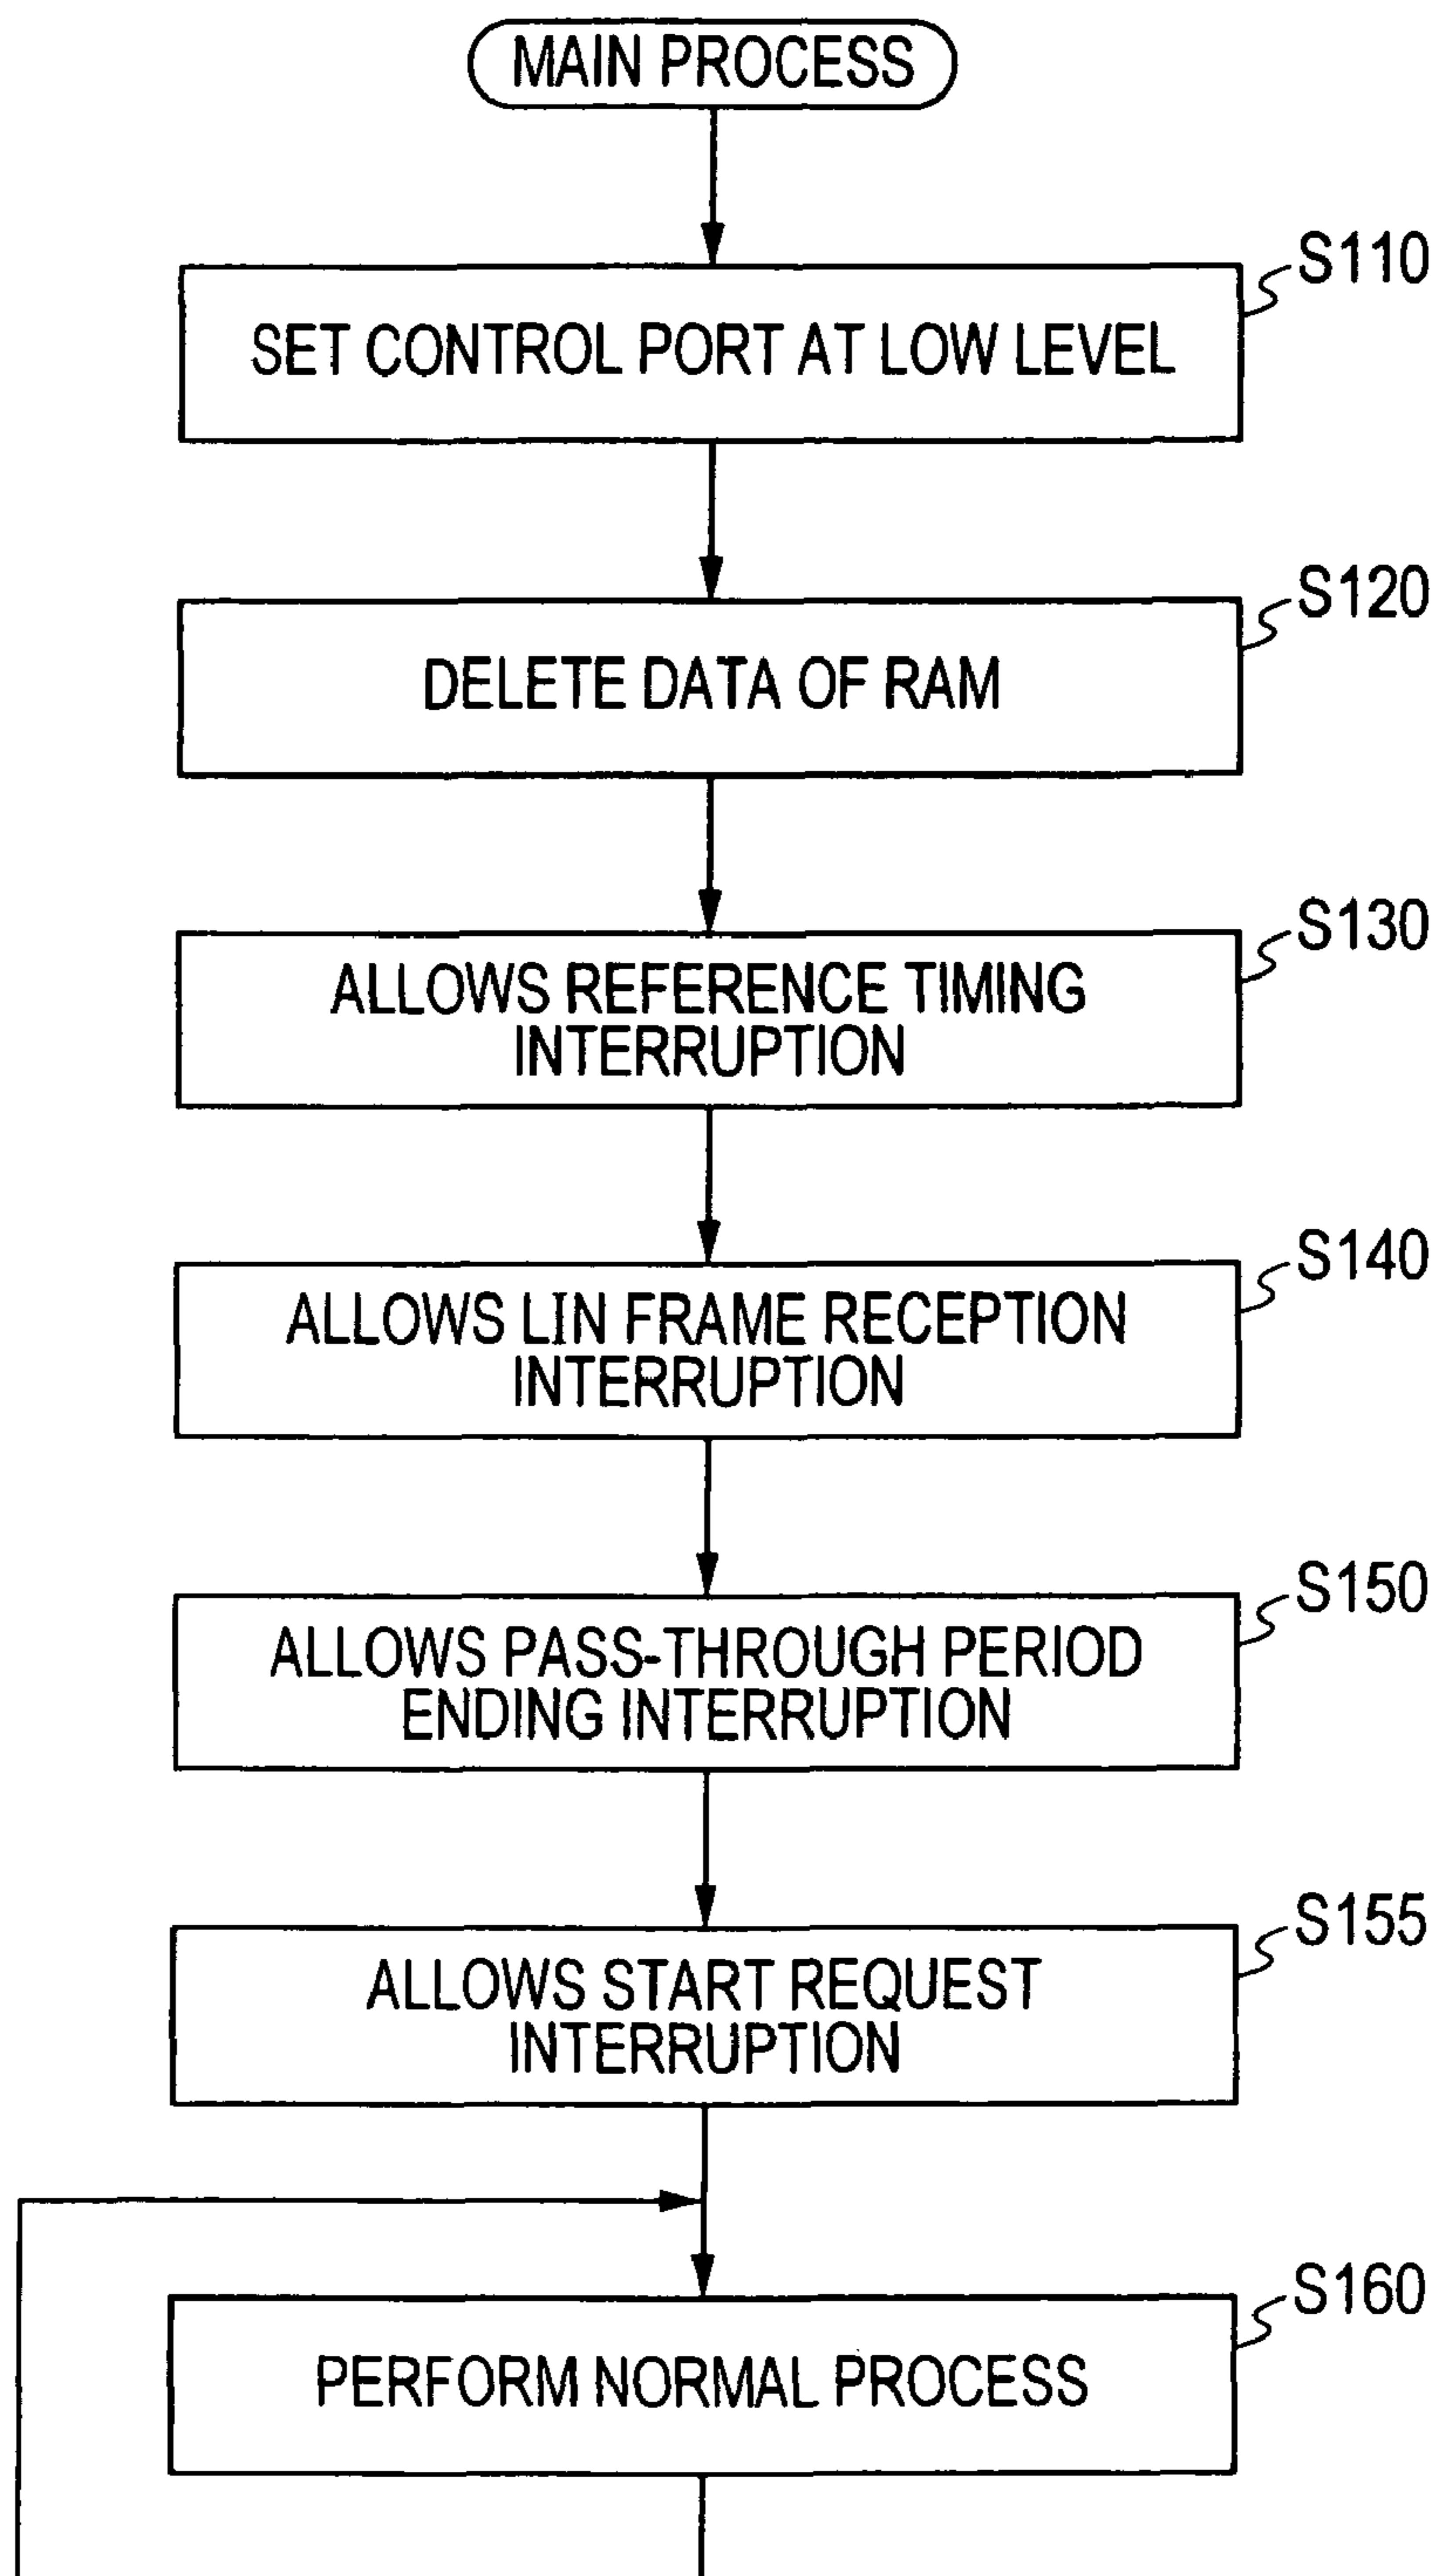 MAIN PROCESS
S110
SET CONTROL PORT AT LOW LEVEL
S120
DELETE DATA OF RAM
S130
ALLOWS REFERENCE TIMING
INTERRUPTION
S140
ALLOWS LIN FRAME RECEPTION
INTERRUPTION
S150
ALLOWS PASS-THROUGH PERIOD
ENDING INTERRUPTION
S155
ALLOWS START REQUEST
INTERRUPTION
S160
PERFORM NORMAL PROCESS